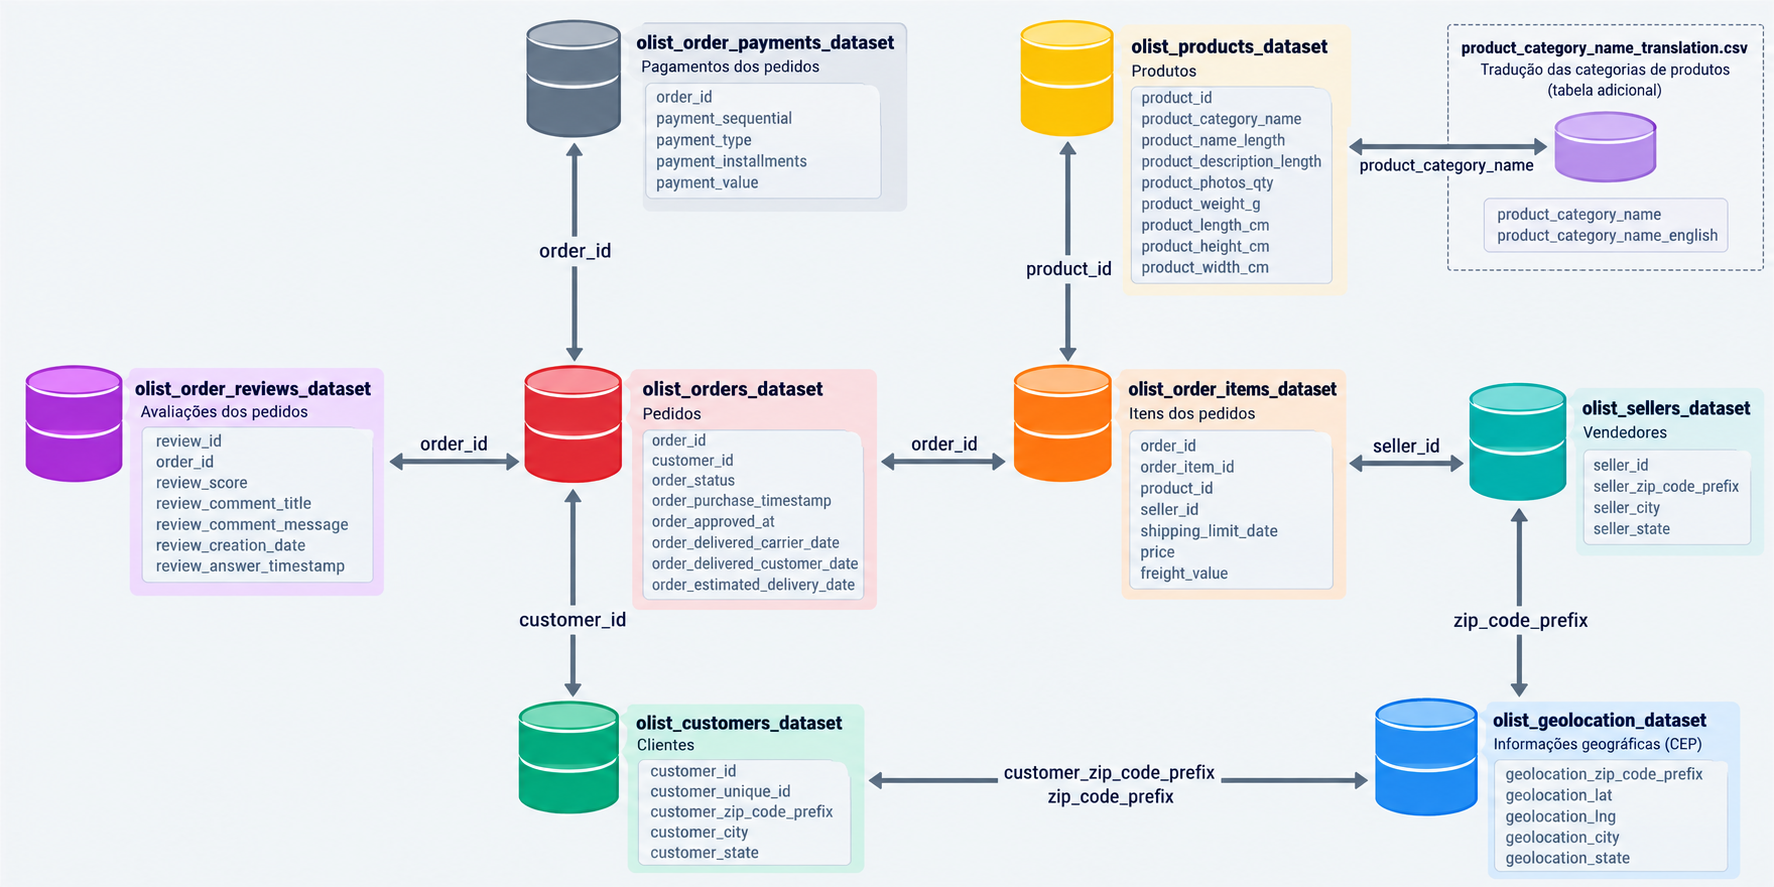 olist_order_payments_dataset
Pagamentos dos pedidos
order_id
payment_sequential
payment_type
payment_installments
payment_value
olist_products_dataset
Produtos
product_id
product_category_name
product_name_length
product_description_length
product_photos_qty
product_weight_g
product_length_cm
product_height_cm
product_width_cm
product_category_name
product_category_name_translation.csv
Tradução das categorias de produtos
(tabela adicional)
product_category_name
product_category_name_english
order_id
product_id
olist_order_reviews_dataset
Avaliações dos pedidos
review_id
order_id
review_score
review_comment_title
review_comment_message
review_creation_date
review_answer_timestamp
order_id
olist_orders_dataset
Pedidos
order_id
customer_id
order_status
order_purchase_timestamp
order_approved_at
order_delivered_carrier_date
order_delivered_customer_date
order_estimated_delivery_date
order_id
olist_order_items_dataset
Itens dos pedidos
order_id
order_item_id
product_id
seller_id
shipping_limit_date
price
freight_value
seller_id
olist_sellers_dataset
Vendedores
seller_id
seller_zip_code_prefix
seller_city
seller_state
customer_id
zip_code_prefix
olist_customers_dataset
Clientes
customer_id
customer_unique_id
customer_zip_code_prefix
customer_city
customer_state
customer_zip_code_prefix
zip_code_prefix
olist_geolocation_dataset
Informações geográficas (CEP)
geolocation_zip_code_prefix
geolocation_lat
geolocation_lng
geolocation_city
geolocation_state